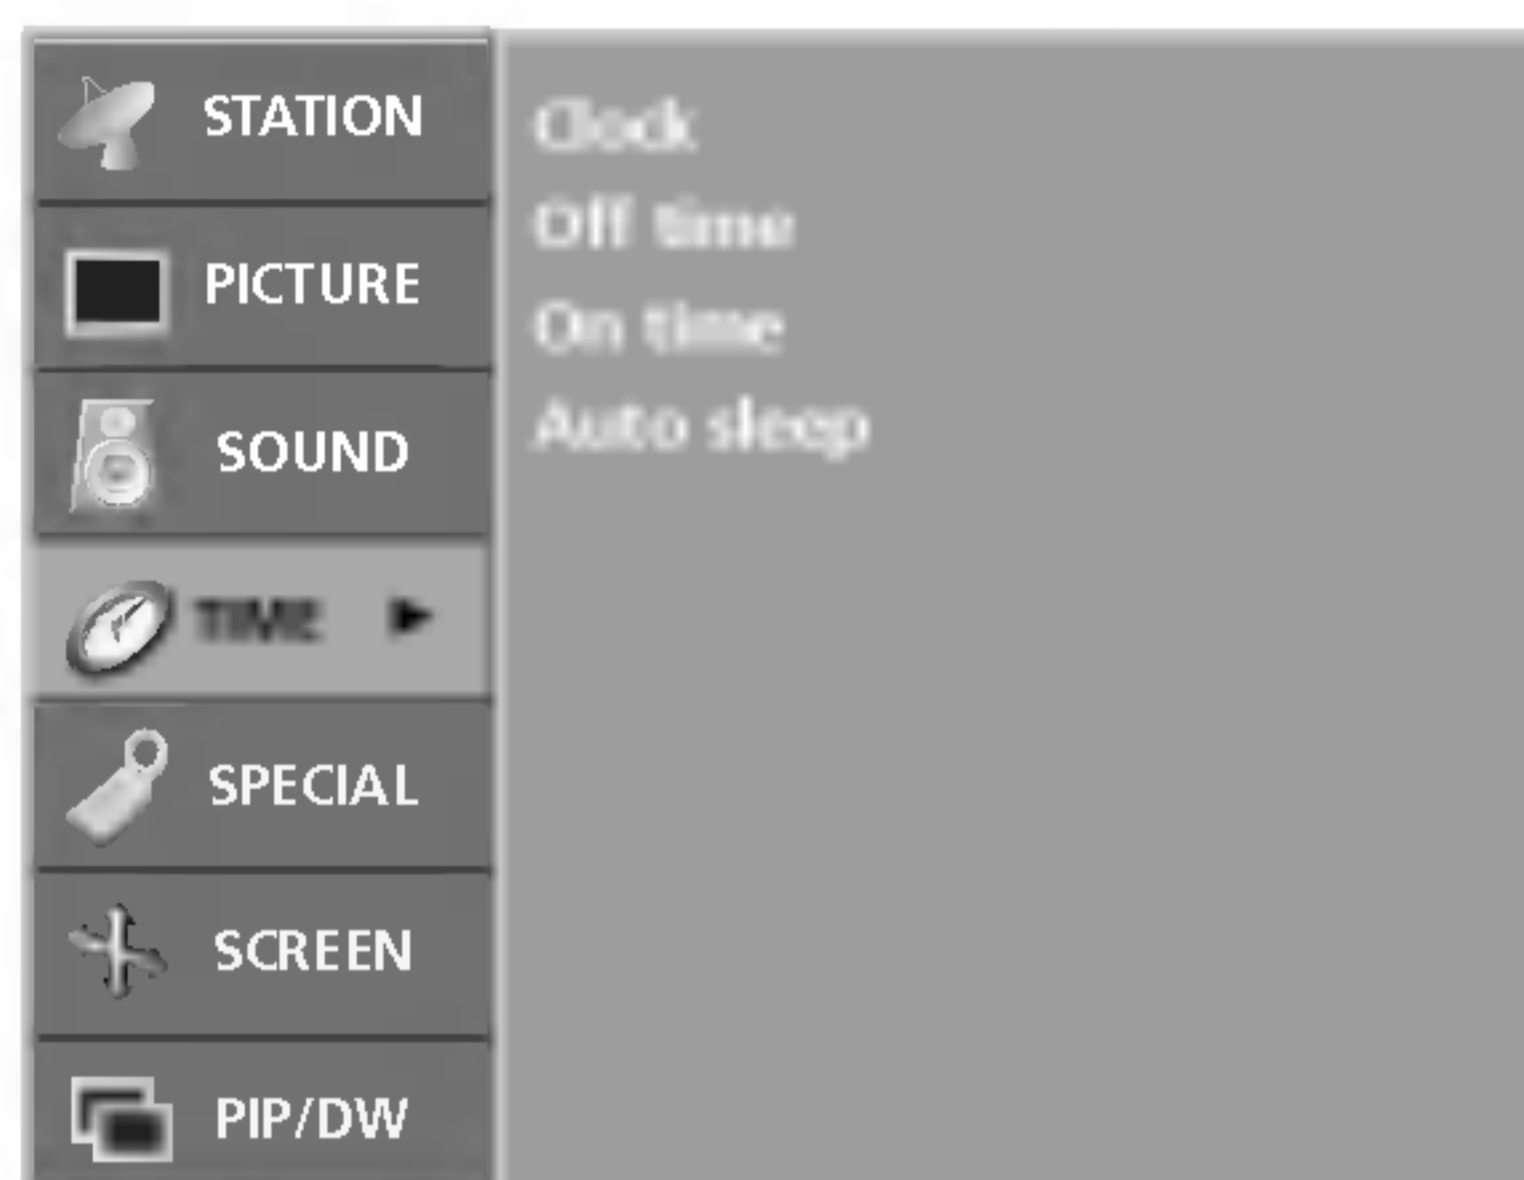 STATION
PICTURE
SOUND
TIME ►
SPECIAL
SCREEN
PIP/DW
Clock
Off time
On time
Auto sleep